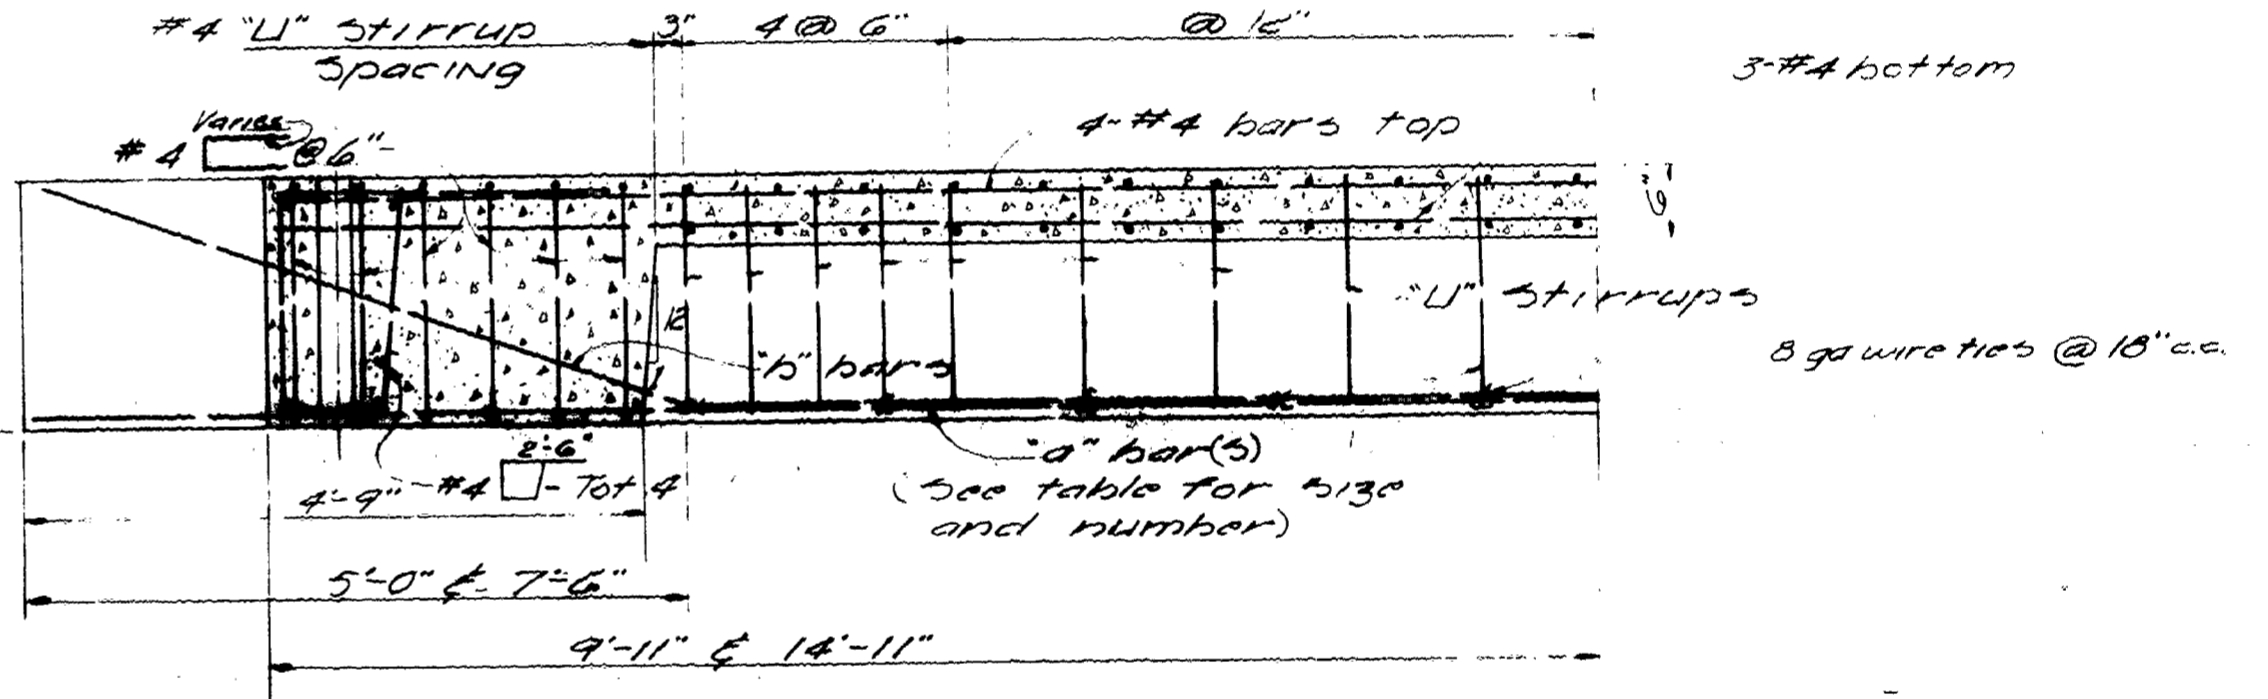 #4 "U" stirrup
spacing
3"
4 @ 6"
@ 12"
3-#4 bottom
Varies
#4 @ 6"
4-#4 bars top
6"
"U" stirrups
12
1
"b" bars
8 ga wire ties @ 18" c.c.
2'-6"
#4 - Tot 4
4'-9"
"a" bar(s)
(See table for size
and number)
5'-0" & 7'-6"
9'-11" & 14'-11"